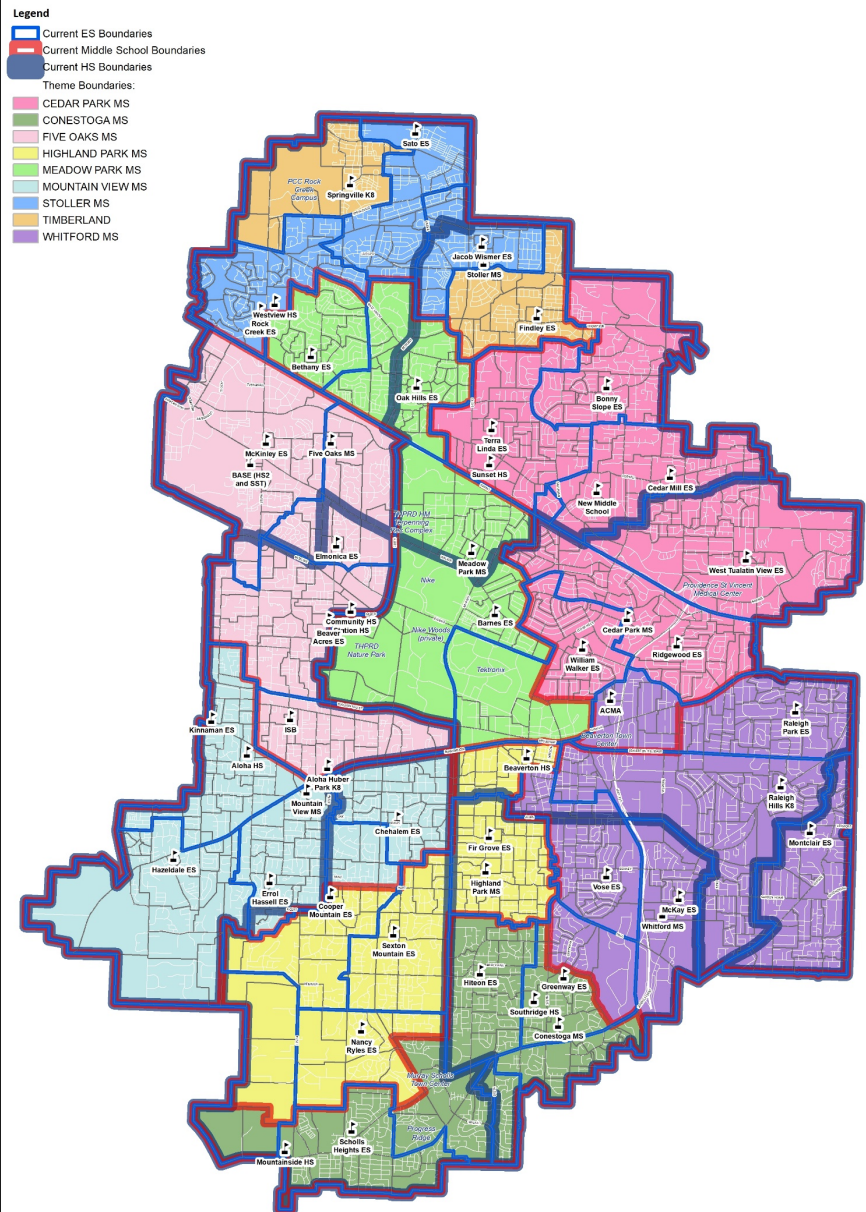 Legend
Current ES Boundaries
Current Middle School Boundaries
Current HS Boundaries
Theme Boundaries:
CEDAR PARK MS
CONESTOGA MS
FIVE OAKS MS
HIGHLAND PARK MS
MEADOW PARK MS
MOUNTAIN VIEW MS
STOLLER MS
TIMBERLAND
WHITFORD MS
Sato ES
PCC Rock
Creek
Campus
Springville K8
Jacob Wismer ES
Stoller MS
Westview HS
Rock
Creek ES
Findley ES
Bethany ES
Oak Hills ES
Bonny
Slope ES
Terra
Linda ES
McKinley ES
Five Oaks MS
BASE (HS2
and SST)
Sunset HS
Cedar Mill ES
New Middle
School
THPRD HM
Terpenning
Rec Complex
Elmonica ES
Meadow
Park MS
West Tualatin View ES
Nike
Providence St Vincent
Medical Center
Community HS
Station HS
Beaver
Acres ES
Barnes ES
Nike Woods
(private)
Cedar Park MS
THPRD
Nature Park
Ridgewood ES
William
Walker ES
Tektronix
ACMA
Kinnaman ES
ISB
Raleigh
Park ES
Beaverton Town
Center
Aloha HS
Beaverton HS
Aloha Huber
Park K8
Mountain
View MS
Raleigh
Hills K8
Chehalem ES
Montclair ES
Fir Grove ES
Hazeldale ES
Highland
Park MS
Vose ES
Errol
Hassell ES
McKay ES
Cooper
Mountain ES
Whitford MS
Sexton
Mountain ES
Hiteon ES
Greenway ES
Southridge HS
Conestoga MS
Nancy
Ryles ES
Murray Scholls
Town Center
Progress
Ridge
Scholls
Heights ES
Mountainside HS